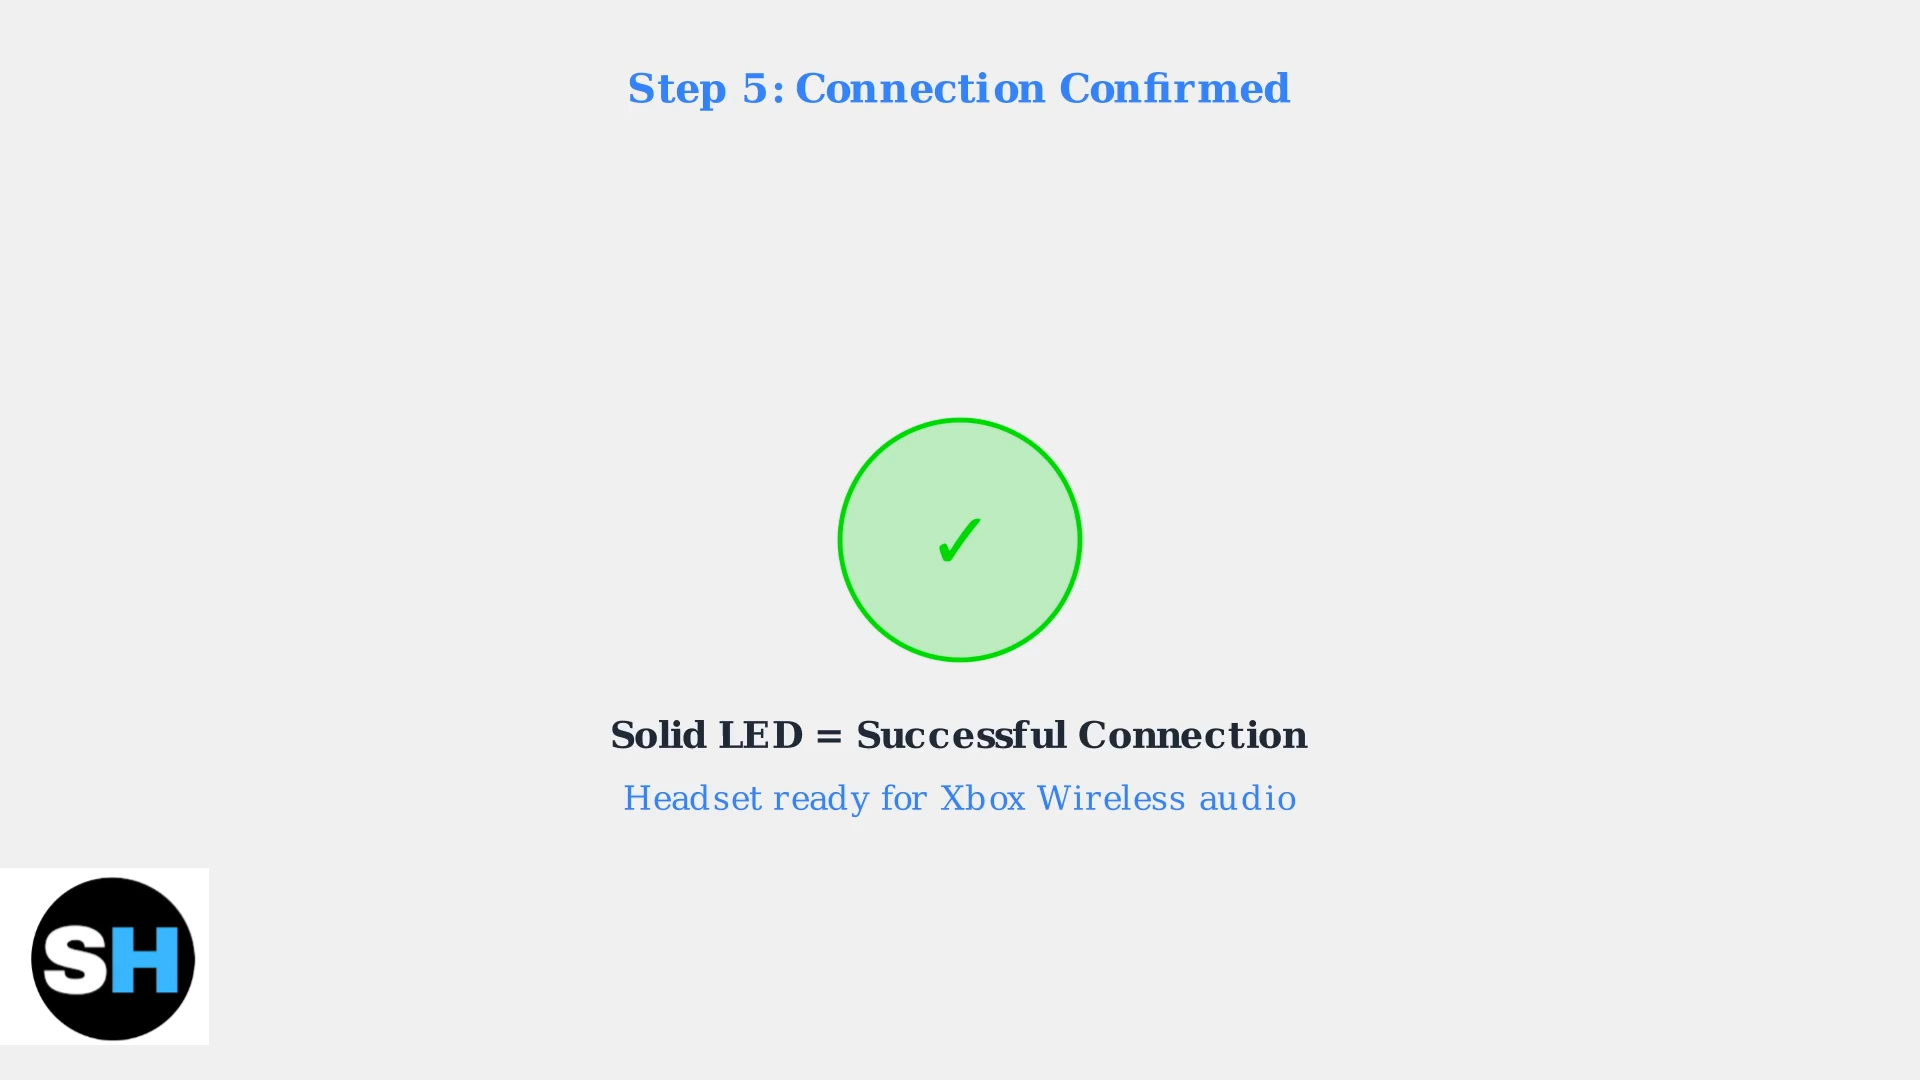 Step 5: Connection Confirmed
✓
Solid LED = Successful Connection
Headset ready for Xbox Wireless audio
SH